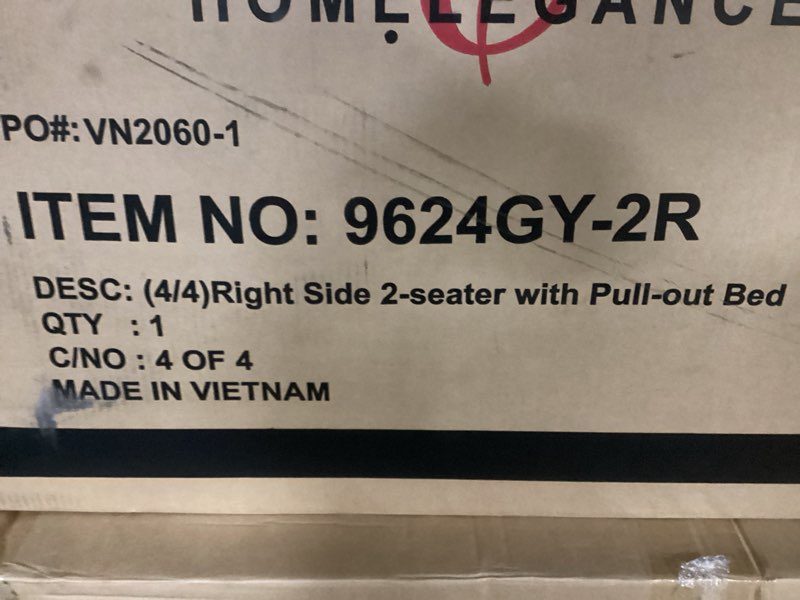 HOMELEGANCE
PO#: VN2060-1
ITEM NO: 9624GY-2R
DESC: (4/4)Right Side 2-seater with Pull-out Bed
QTY : 1
C/NO : 4 OF 4
MADE IN VIETNAM